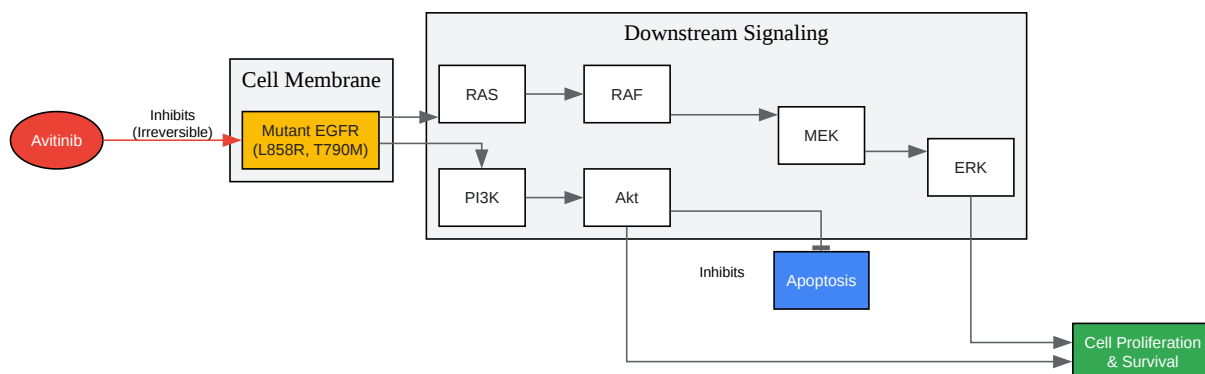 Downstream Signaling
Cell Membrane
RAS
RAF
Inhibits
(Irreversible)
Avitinib
Mutant EGFR
(L858R, T790M)
MEK
ERK
PI3K
Akt
Inhibits
Apoptosis
Cell Proliferation
& Survival